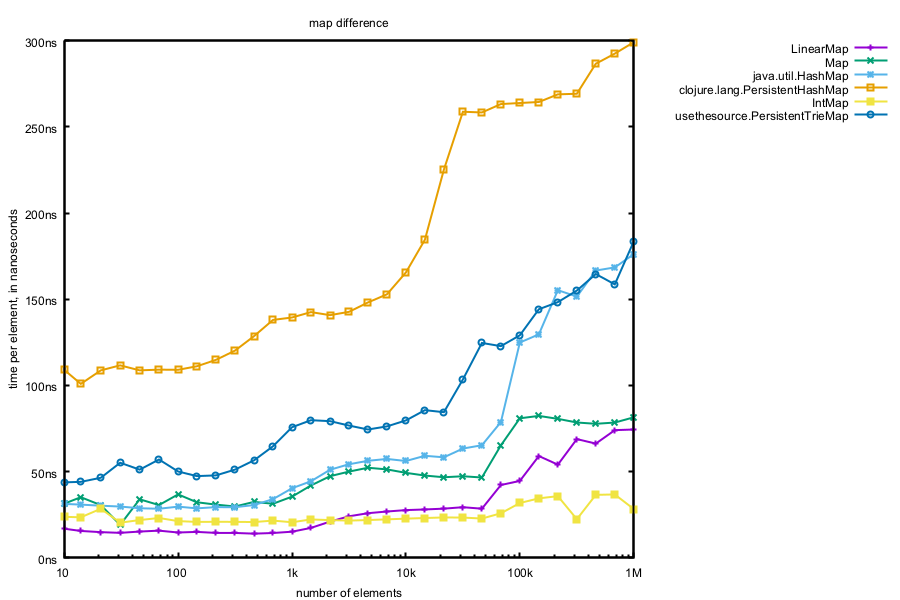 map difference
300ns
250ns
200ns
150ns
100ns
50ns
0ns
time per element, in nanoseconds
10
100
1k
10k
100k
1M
number of elements
LinearMap
Map
java.util.HashMap
clojure.lang.PersistentHashMap
IntMap
usethesource.PersistentTrieMap